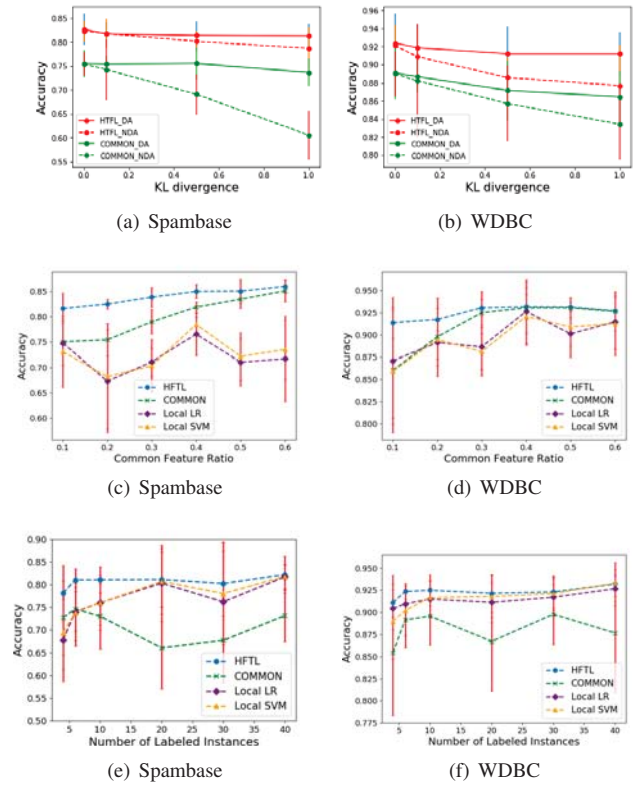 0.85
0.80
0.75
0.70
0.65
0.60
0.55
Accuracy
HTFL_DA
HTFL_NDA
COMMON_DA
COMMON_NDA
0.0 0.2 0.4 0.6 0.8 1.0
KL divergence
(a) Spambase
0.96
0.94
0.92
0.90
0.88
0.86
0.84
0.82
0.80
Accuracy
HTFL_DA
HTFL_NDA
COMMON_DA
COMMON_NDA
0.0 0.2 0.4 0.6 0.8 1.0
KL divergence
(b) WDBC
0.85
0.80
0.75
0.70
0.65
0.60
Accuracy
HFTL
COMMON
Local LR
Local SVM
0.1 0.2 0.3 0.4 0.5 0.6
Common Feature Ratio
(c) Spambase
0.950
0.925
0.900
0.875
0.850
0.825
0.800
Accuracy
HFTL
COMMON
Local LR
Local SVM
0.1 0.2 0.3 0.4 0.5 0.6
Common Feature Ratio
(d) WDBC
0.90
0.85
0.80
0.75
0.70
0.65
0.60
0.55
0.50
Accuracy
HFTL
COMMON
Local LR
Local SVM
5 10 15 20 25 30 35 40
Number of Labeled Instances
(e) Spambase
0.950
0.925
0.900
0.875
0.850
0.825
0.800
0.775
Accuracy
HFTL
COMMON
Local LR
Local SVM
5 10 15 20 25 30 35 40
Number of Labeled Instances
(f) WDBC